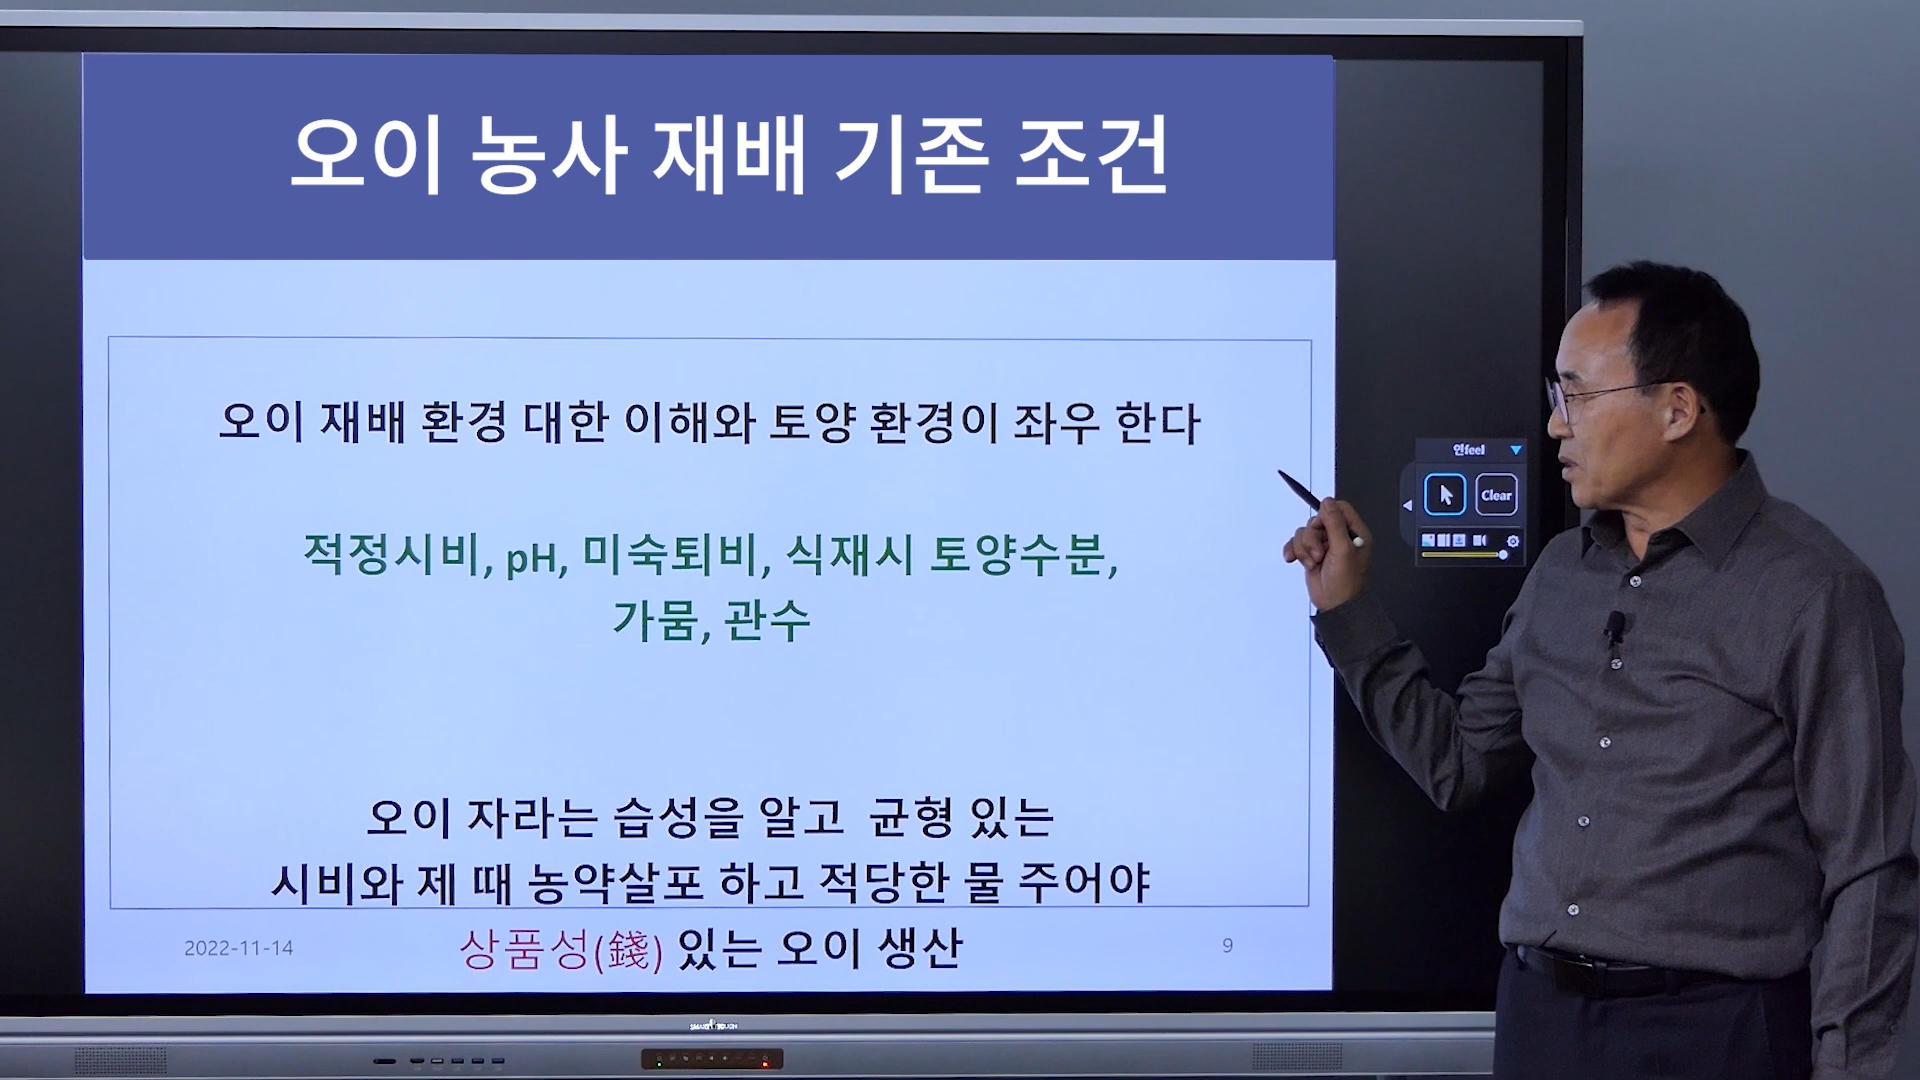 오이 농사 재배 기존 조건
오이 재배 환경 대한 이해와 토양 환경이 좌우 한다
적정시비, pH, 미숙퇴비, 식재시 토양수분,
가뭄, 관수
오이 자라는 습성을 알고 균형 있는
시비와 제 때 농약살포 하고 적당한 물 주어야
상품성(錢) 있는 오이 생산
2022-11-14
9
인feel
Clear
SMART TOUCH